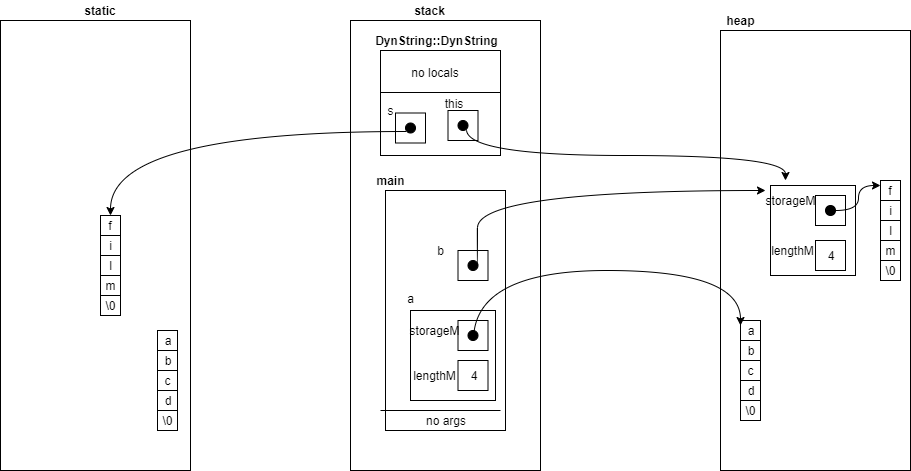 static
stack
heap
DynString::DynString
no locals
s
this
main
b
a
storageM
lengthM
4
no args
f
i
l
m
\0
a
b
c
d
\0
storageM
lengthM
4
f
i
l
m
\0
a
b
c
d
\0